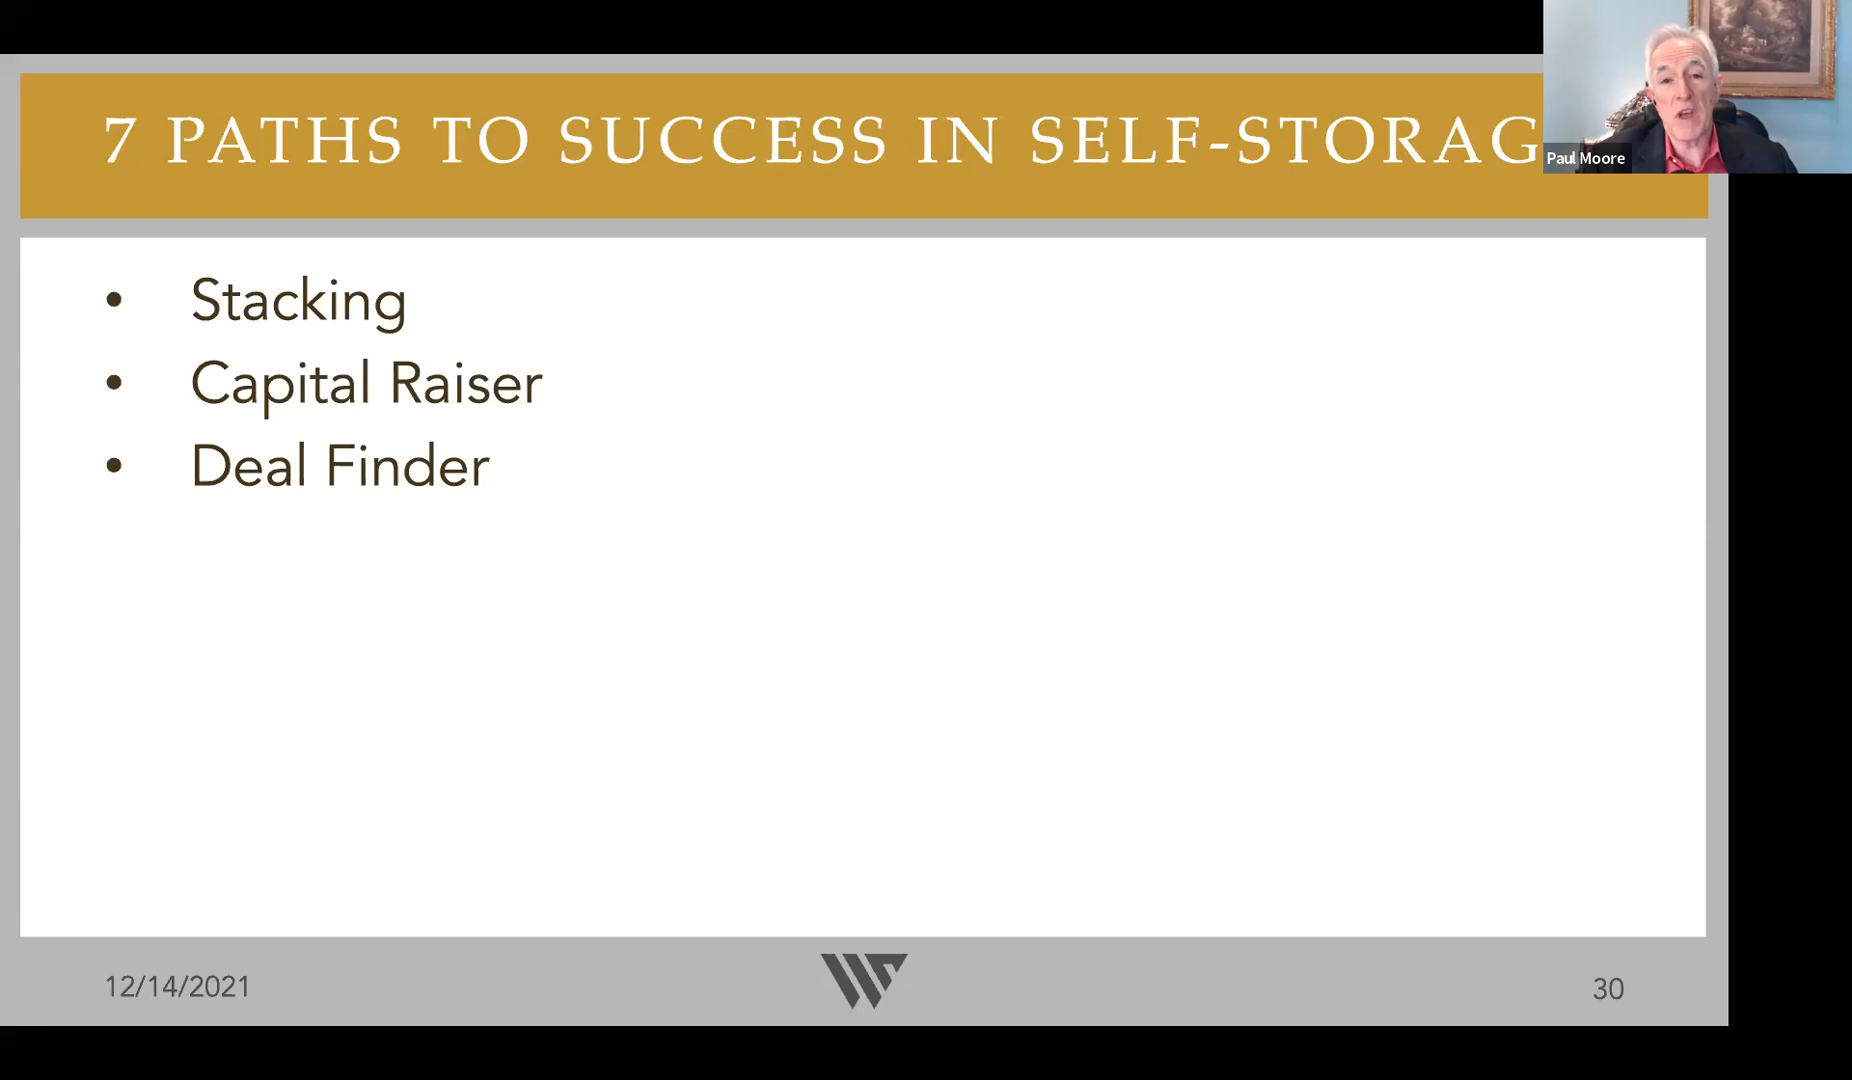 7 PATHS TO SUCCESS IN SELF-STORAG
Paul Moore
• Stacking
• Capital Raiser
• Deal Finder
12/14/2021
30